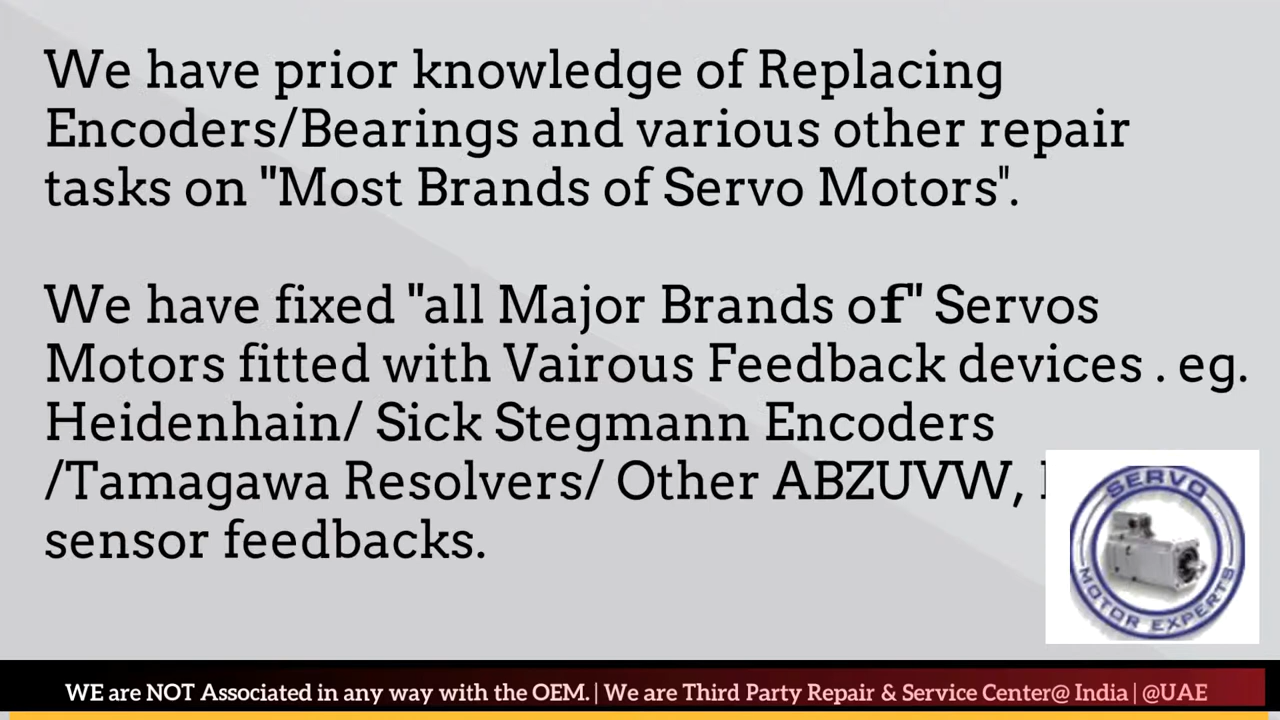 We have prior knowledge of Replacing
Encoders/Bearings and various other repair
tasks on "Most Brands of Servo Motors".
We have fixed "all Major Brands of" Servos
Motors fitted with Vairous Feedback devices . eg.
Heidenhain/ Sick Stegmann Encoders
/Tamagawa Resolvers/ Other ABZUVW,
sensor feedbacks.
SERVO
MOTOR EXPERTS
WE are NOT Associated in any way with the OEM. | We are Third Party Repair & Service Center@ India | @UAE